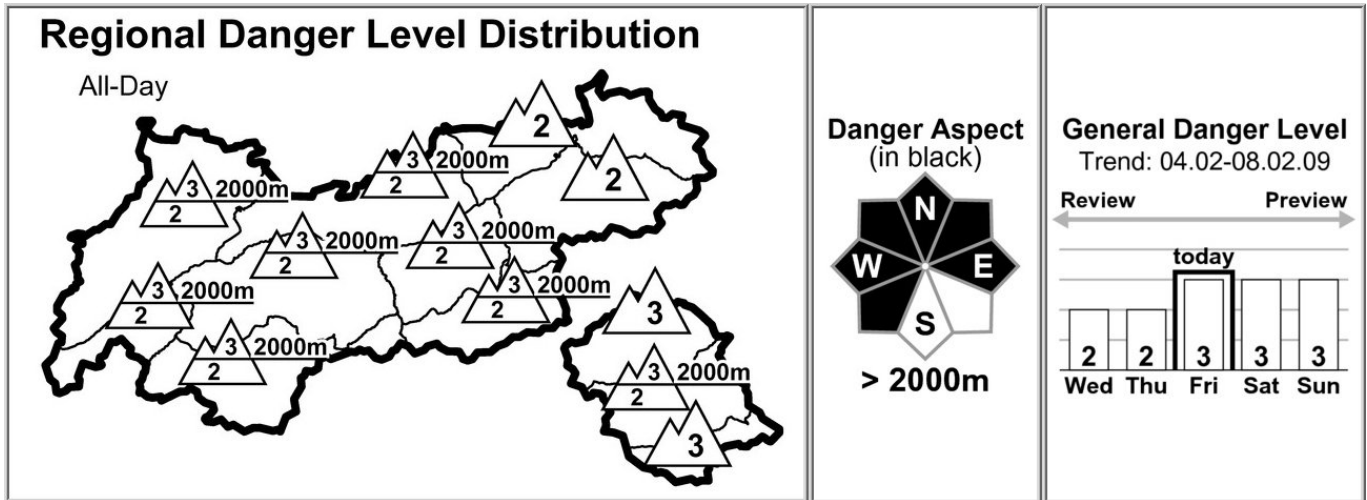 Regional Danger Level Distribution
All-Day
2
3 2000m
2
2
3 2000m
2
3 2000m
2
3 2000m
2
3 2000m
2
3 2000m
2
3
3 2000m
2
3 2000m
2
3
Danger Aspect
(in black)
N
W E
S
> 2000m
General Danger Level
Trend: 04.02-08.02.09
Review Preview
today
2 2 3 3 3
Wed Thu Fri Sat Sun